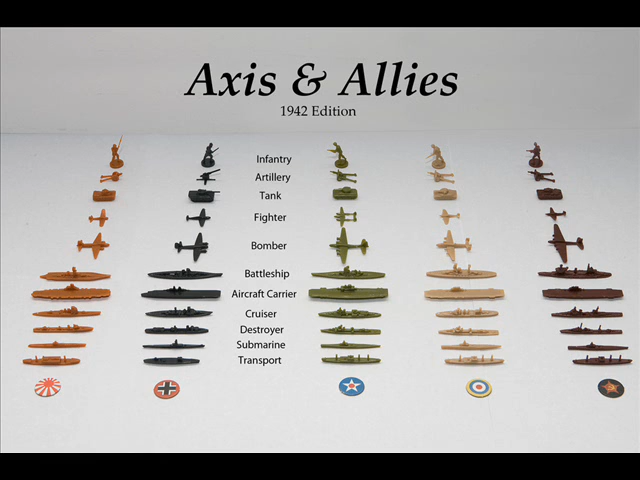 Axis & Allies
1942 Edition
Infantry
Artillery
Tank
Fighter
Bomber
Battleship
Aircraft Carrier
Cruiser
Destroyer
Submarine
Transport